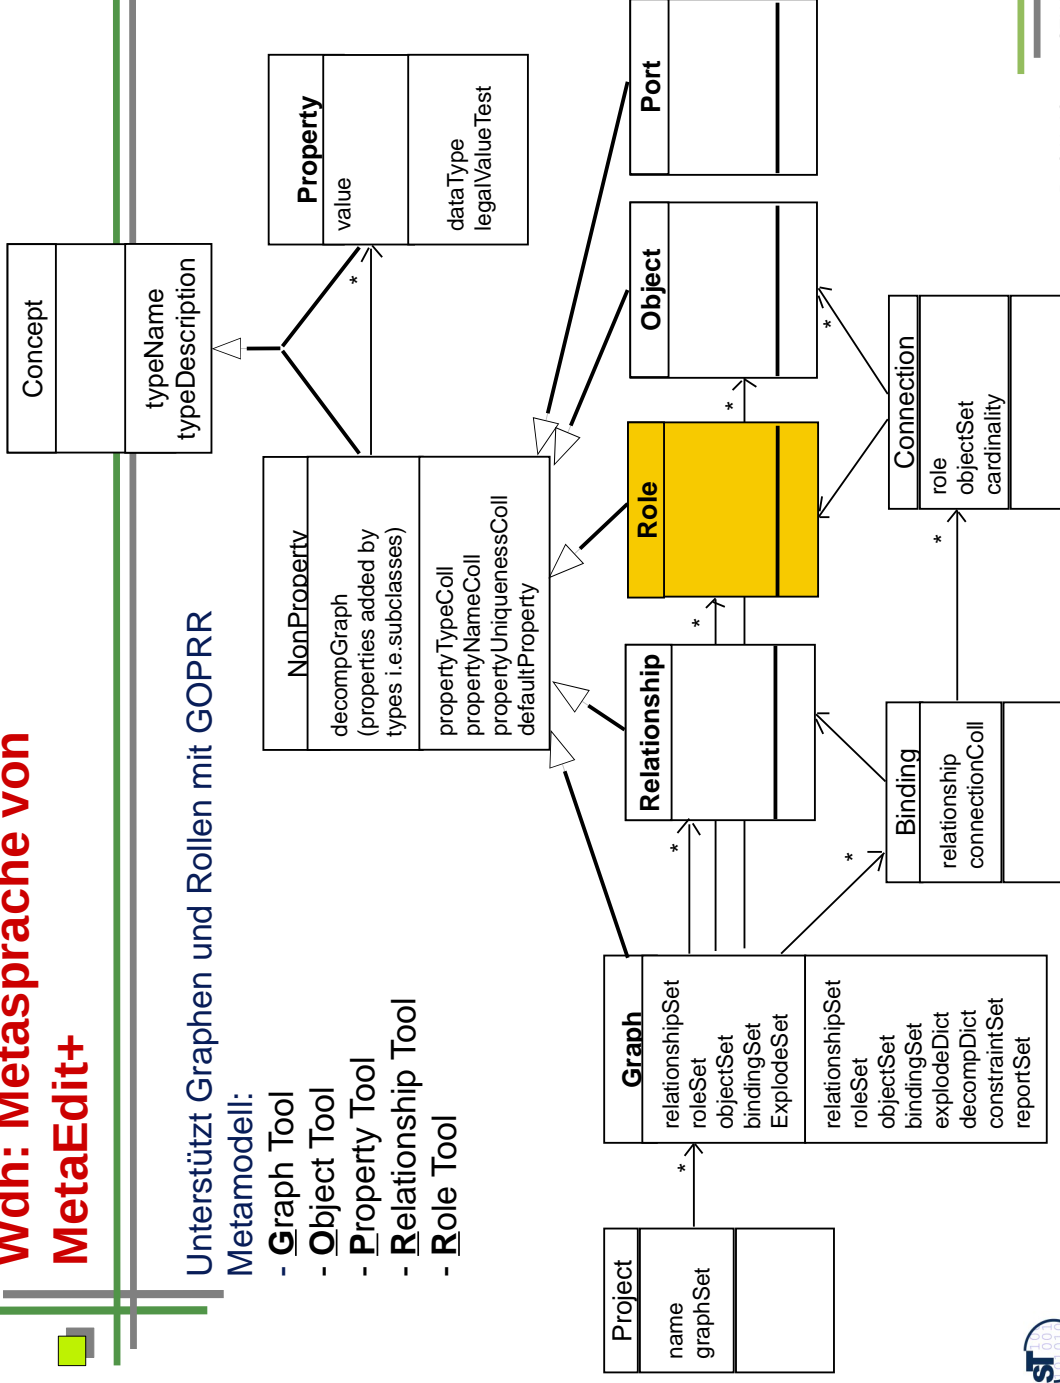 Wdh: Metasprache von
MetaEdit+
Unterstützt Graphen und Rollen mit GOPRR
Metamodell:
- Graph Tool
- Object Tool
- Property Tool
- Relationship Tool
- Role Tool
Concept
typeName
typeDescription
Property
value
dataType
legalValueTest
*
NonProperty
decompGraph
(properties added by
types i.e.subclasses)
propertyTypeColl
propertyNameColl
propertyUniquenessColl
defaultProperty
Project
name
graphSet
*
Graph
relationshipSet
roleSet
objectSet
bindingSet
ExplodeSet
relationshipSet
roleSet
objectSet
bindingSet
explodeDict
decompDict
constraintSet
reportSet
*
Relationship
*
Role
*
Object
Port
*
Binding
relationship
connectionColl
*
Connection
role
objectSet
cardinality
*
ST